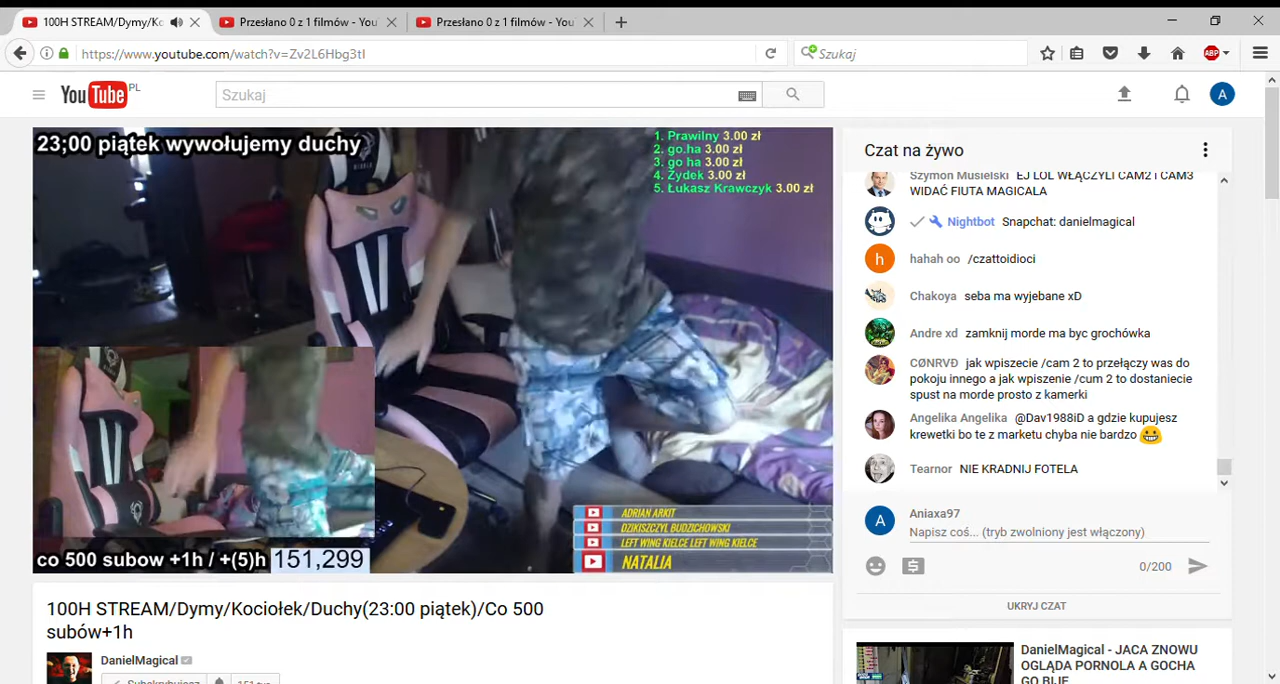 100H STREAM/Dymy/Ko
Przesłano 0 z 1 filmów - You
Przesłano 0 z 1 filmów - You
https://www.youtube.com/watch?v=Zv2L6Hbg3tI
Szukaj
ABP
YouTube PL
Szukaj
A
23;00 piątek wywołujemy duchy
1. Prawilny 3.00 zł
2. go.ha 3.00 zł
3. go ha 3.00 zł
4. Żydek 3.00 zł
5. Łukasz Krawczyk 3.00 zł
ADRIAN ARKIT
DZIKISZCZYL BUDZICHOWSKI
LEFT WING KIELCE LEFT WING KIELCE
NATALIA
co 500 subow +1h / +(5)h 151,299
100H STREAM/Dymy/Kociołek/Duchy(23:00 piątek)/Co 500
subów+1h
DanielMagical
Subskrybujesz 151 tys.
Czat na żywo
Szymon Musielski EJ LOL WŁĄCZYLI CAM2 I CAM3
WIDAĆ FIUTA MAGICALA
Nightbot Snapchat: danielmagical
h
hahah oo /czattoidioci
Chakoya seba ma wyjebane xD
Andre xd zamknij morde ma byc grochówka
CØNRVĐ jak wpiszecie /cam 2 to przełączy was do
pokoju innego a jak wpiszenie /cum 2 to dostaniecie
spust na morde prosto z kamerki
Angelika Angelika @Dav1988iD a gdzie kupujesz
krewetki bo te z marketu chyba nie bardzo 😀
Tearnor NIE KRADNIJ FOTELA
A
Aniaxa97
Napisz coś... (tryb zwolniony jest włączony)
0/200
UKRYJ CZAT
DanielMagical - JACA ZNOWU
OGLĄDA PORNOLA A GOCHA
GO BIJE